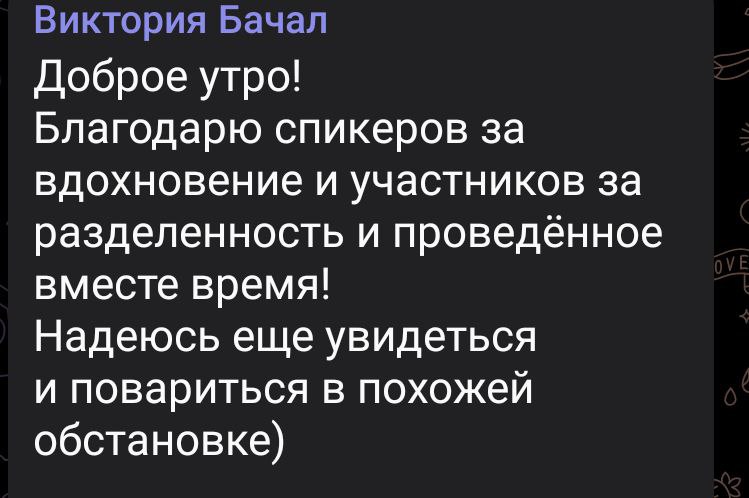 Виктория Бачал
Доброе утро!
Благодарю спикеров за
вдохновение и участников за
разделенность и проведённое
вместе время!
Надеюсь еще увидеться
и повариться в похожей
обстановке)